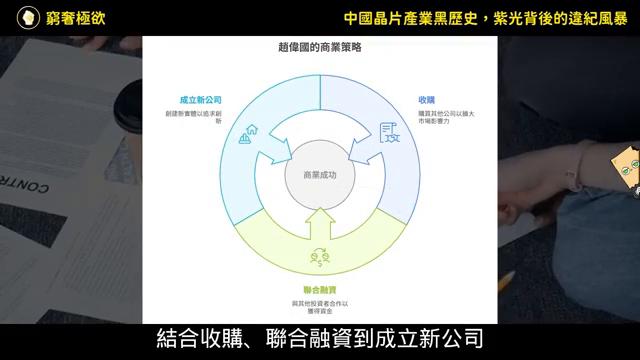 窮奢極欲
中國晶片產業黑歷史，紫光背後的違紀風暴
趙偉國的商業策略
成立新公司
創建新實體以追求創
新
收購
購買其他公司以擴大
市場影響力
商業成功
聯合融資
與其他投資者合作以
獲得資金
CONTRA
結合收購、聯合融資到成立新公司